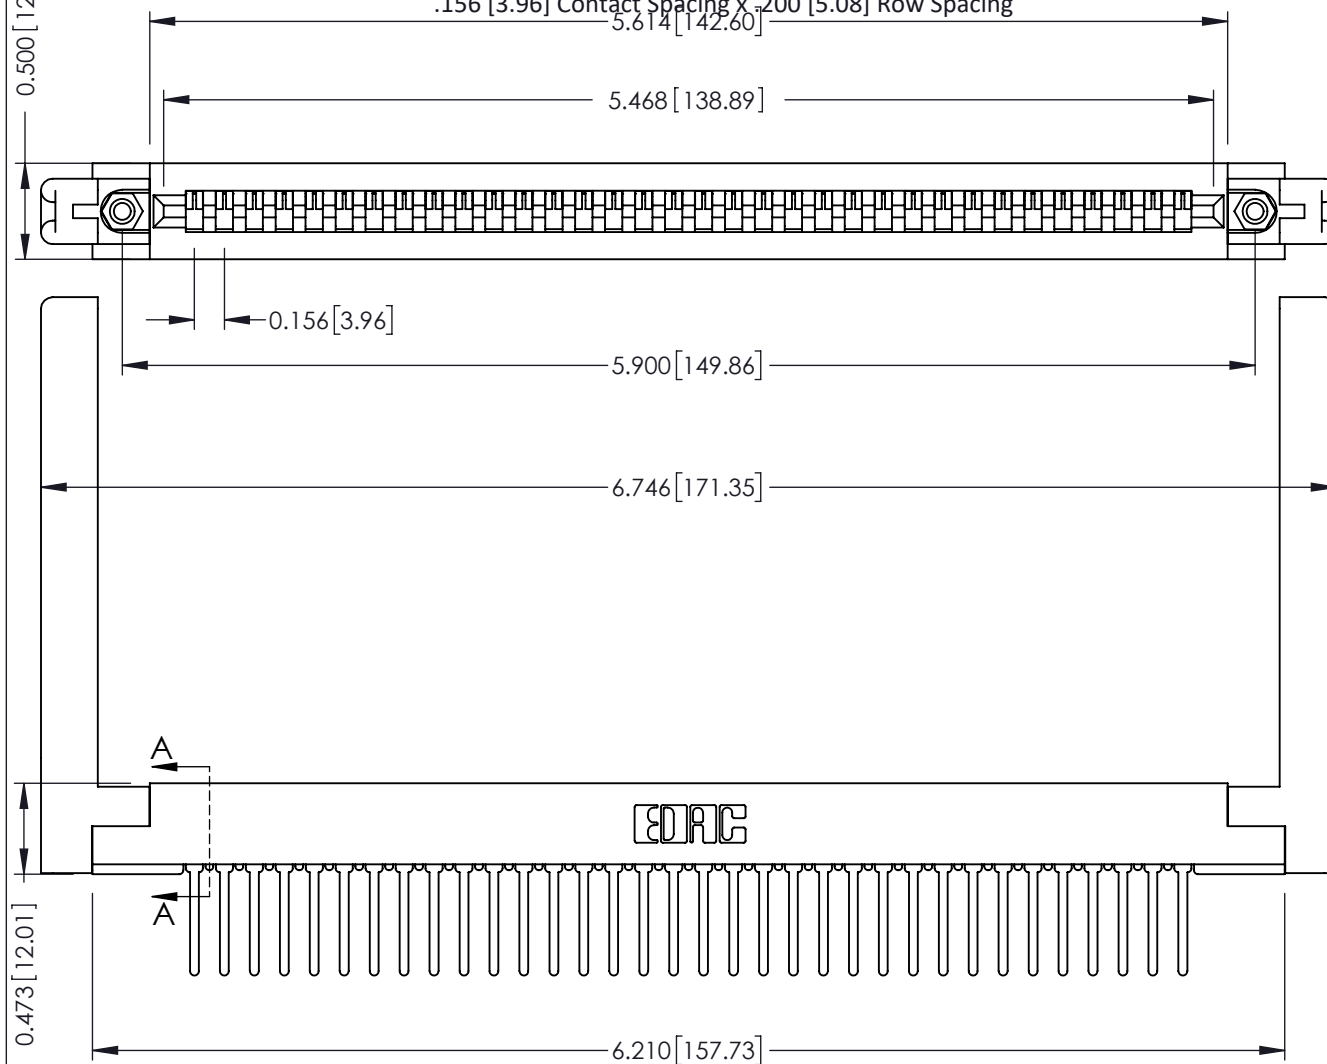 .156 [3.96] Contact Spacing x .200 [5.08] Row Spacing
5.614 [142.60]
0.500 [12
5.468 [138.89]
0.156 [3.96]
5.900 [149.86]
6.746 [171.35]
A
EDAC
A
0.473 [12.01]
6.210 [157.73]